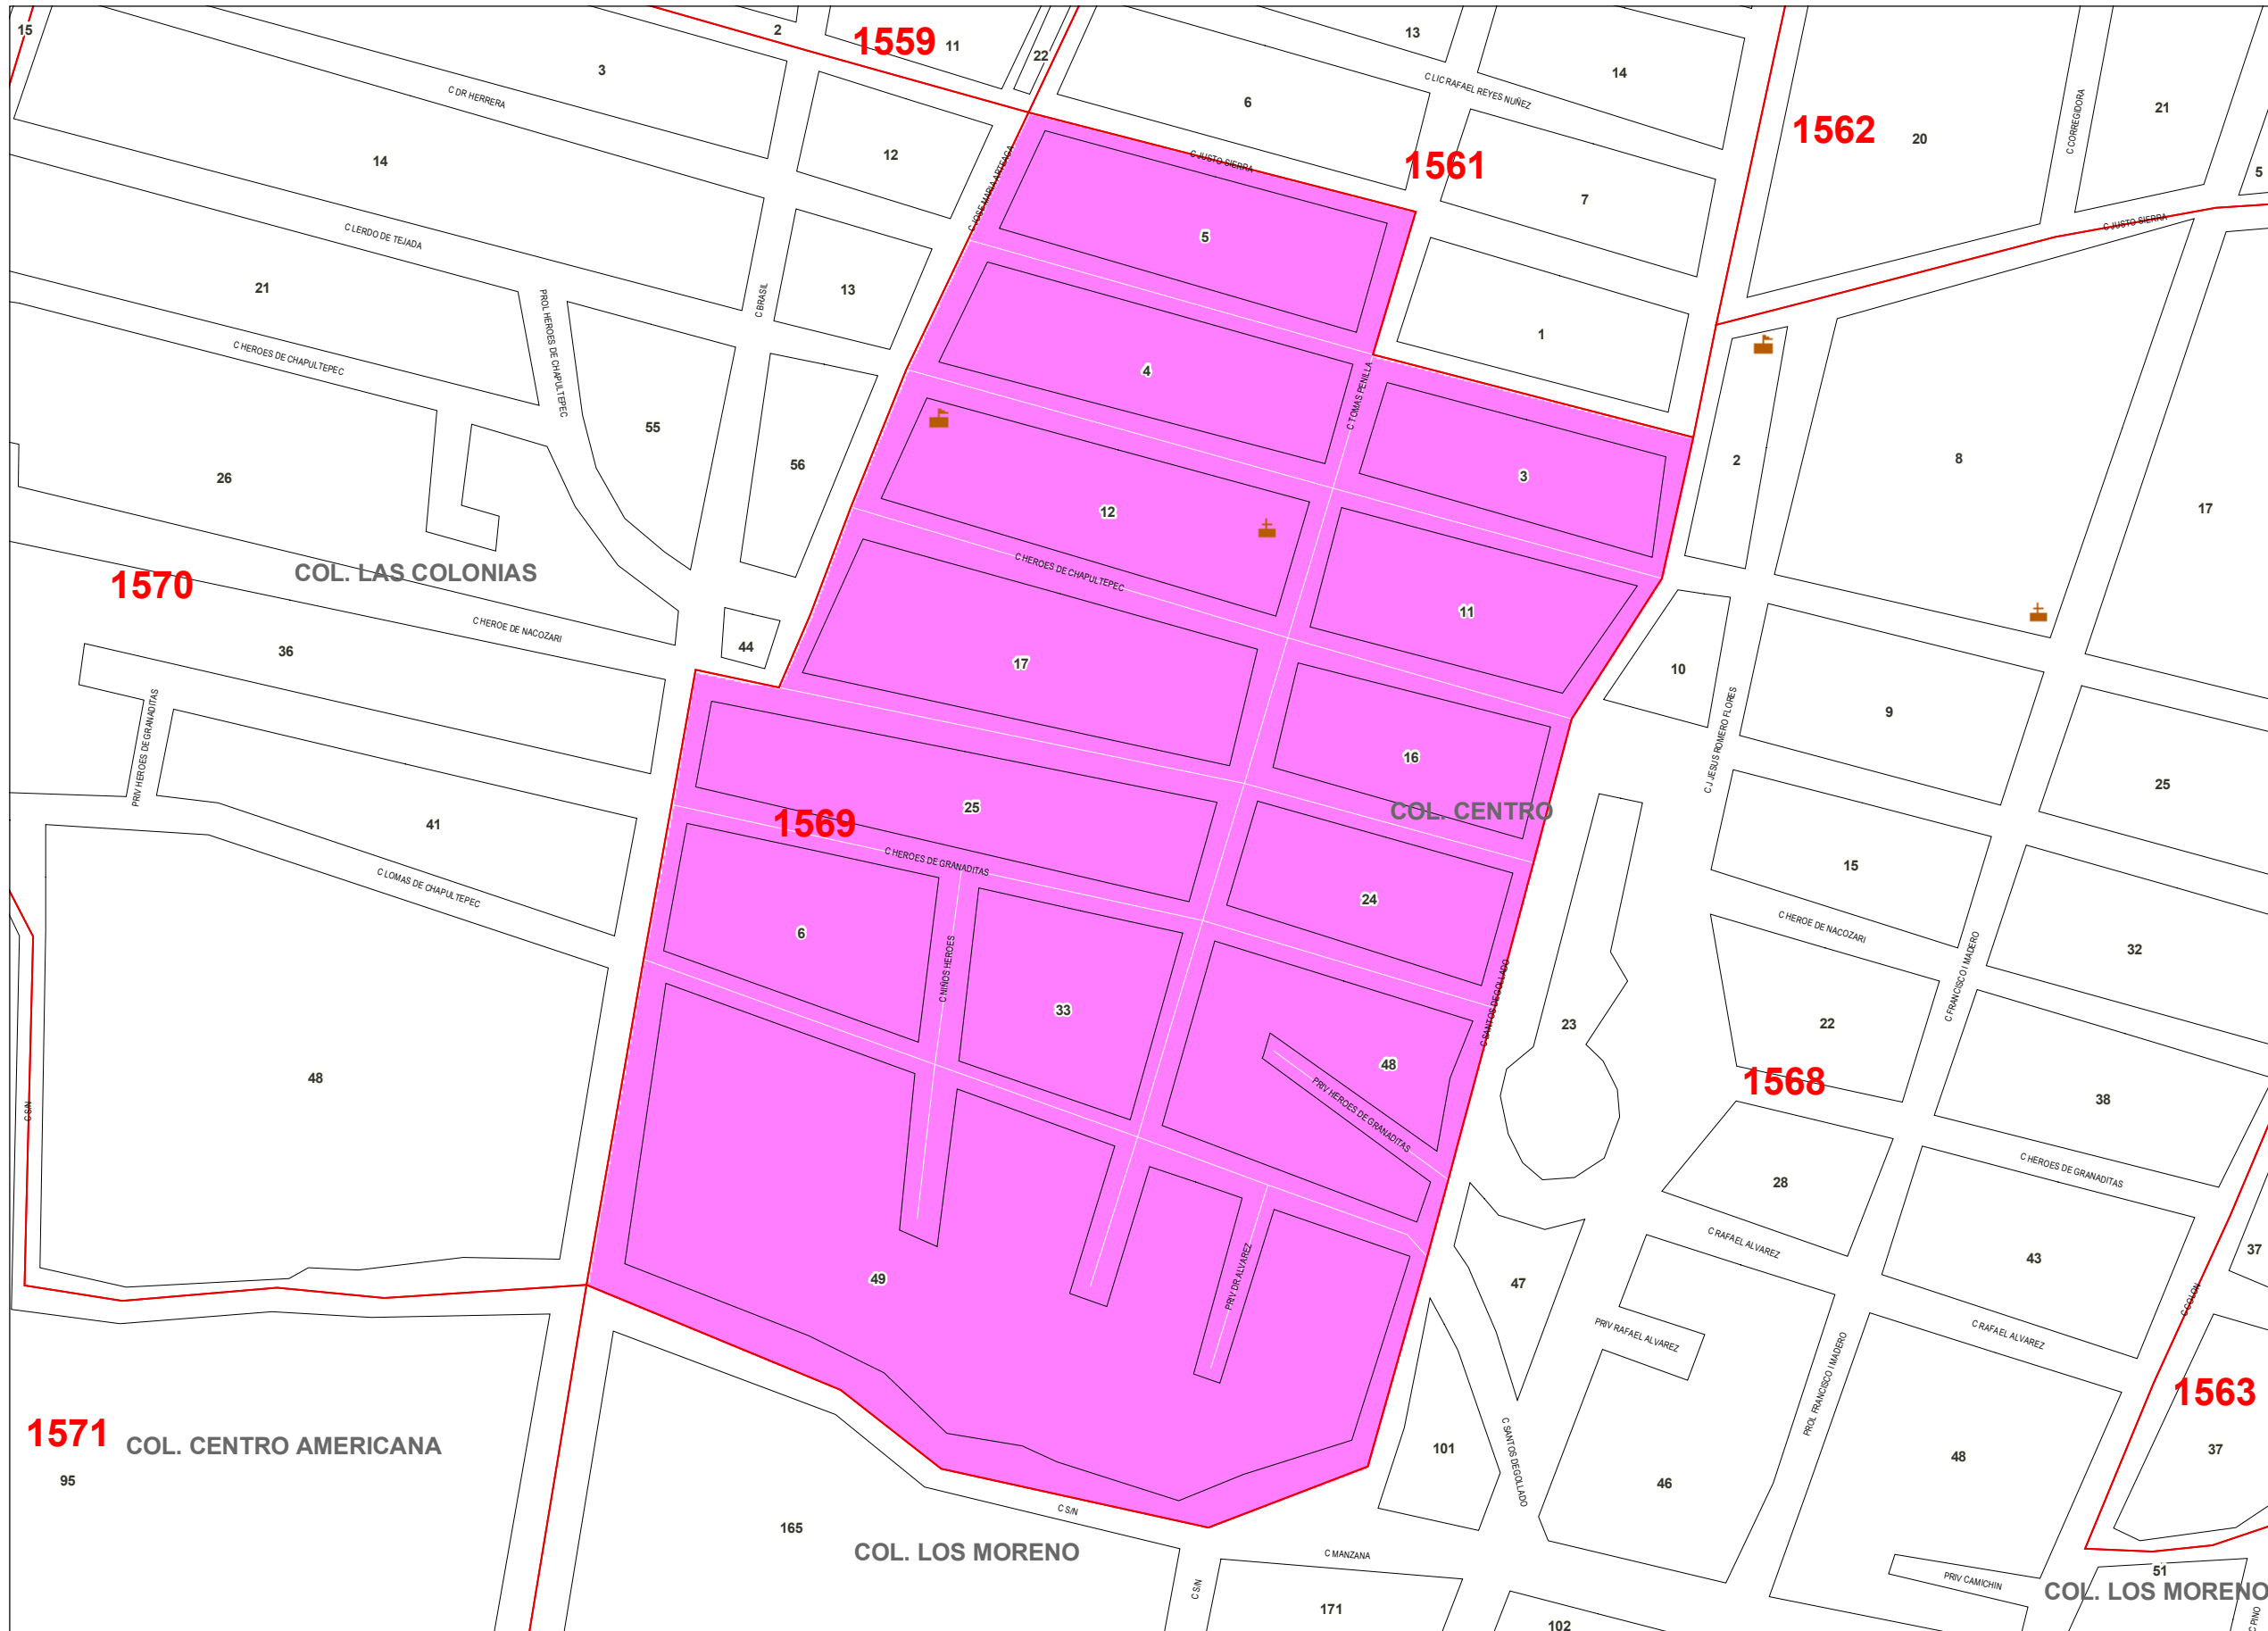 15
2
1559
11
22
13
C LIC RAFAEL REYES NUÑEZ
14
3
C DR HERRERA
6
1562
20
C CORREGIDORA
21
5
14
12
C JOSE MARIA ARTEAGA
C JUSTO SIERRA
1561
7
C JUSTO SIERRA
C LERDO DE TEJADA
5
21
PROL HEROES DE CHAPULTEPEC
C BRASIL
13
1
C HEROES DE CHAPULTEPEC
4
C TOMAS PENILLA
55
56
3
2
8
26
12
17
COL. LAS COLONIAS
1570
C HEROES DE CHAPULTEPEC
11
C HEROE DE NACOZARI
36
44
17
10
9
PRIV HEROES DE GRANADITAS
C J JESUS ROMERO FLORES
16
25
25
1569
COL. CENTRO
41
C HEROES DE GRANADITAS
15
C LOMAS DE CHAPULTEPEC
24
C HEROE DE NACOZARI
6
C NIÑOS HEROES
32
C FRANCISCO I MADERO
33
C SANTOS DEGOLLADO
23
22
48
48
1568
38
C S/N
PRIV HEROES DE GRANADITAS
28
C HEROES DE GRANADITAS
C RAFAEL ALVAREZ
43
37
49
PRIV DR ALVAREZ
47
C COLON
PRIV RAFAEL ALVAREZ
C RAFAEL ALVAREZ
PROL FRANCISCO I MADERO
1563
1571
COL. CENTRO AMERICANA
101
C SANTOS DEGOLLADO
48
37
95
46
C S/N
165
COL. LOS MORENO
C MANZANA
PRIV CAMICHIN
51
COL. LOS MORENO
C S/N
171
102
C PINO